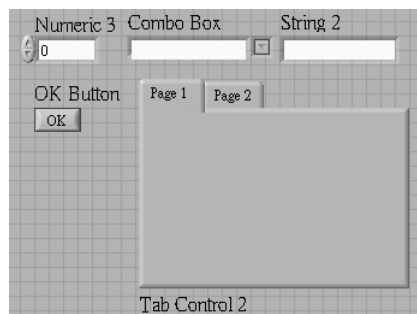 Numeric 3 Combo Box String 2
0
OK Button
Page 1 Page 2
OK
Tab Control 2